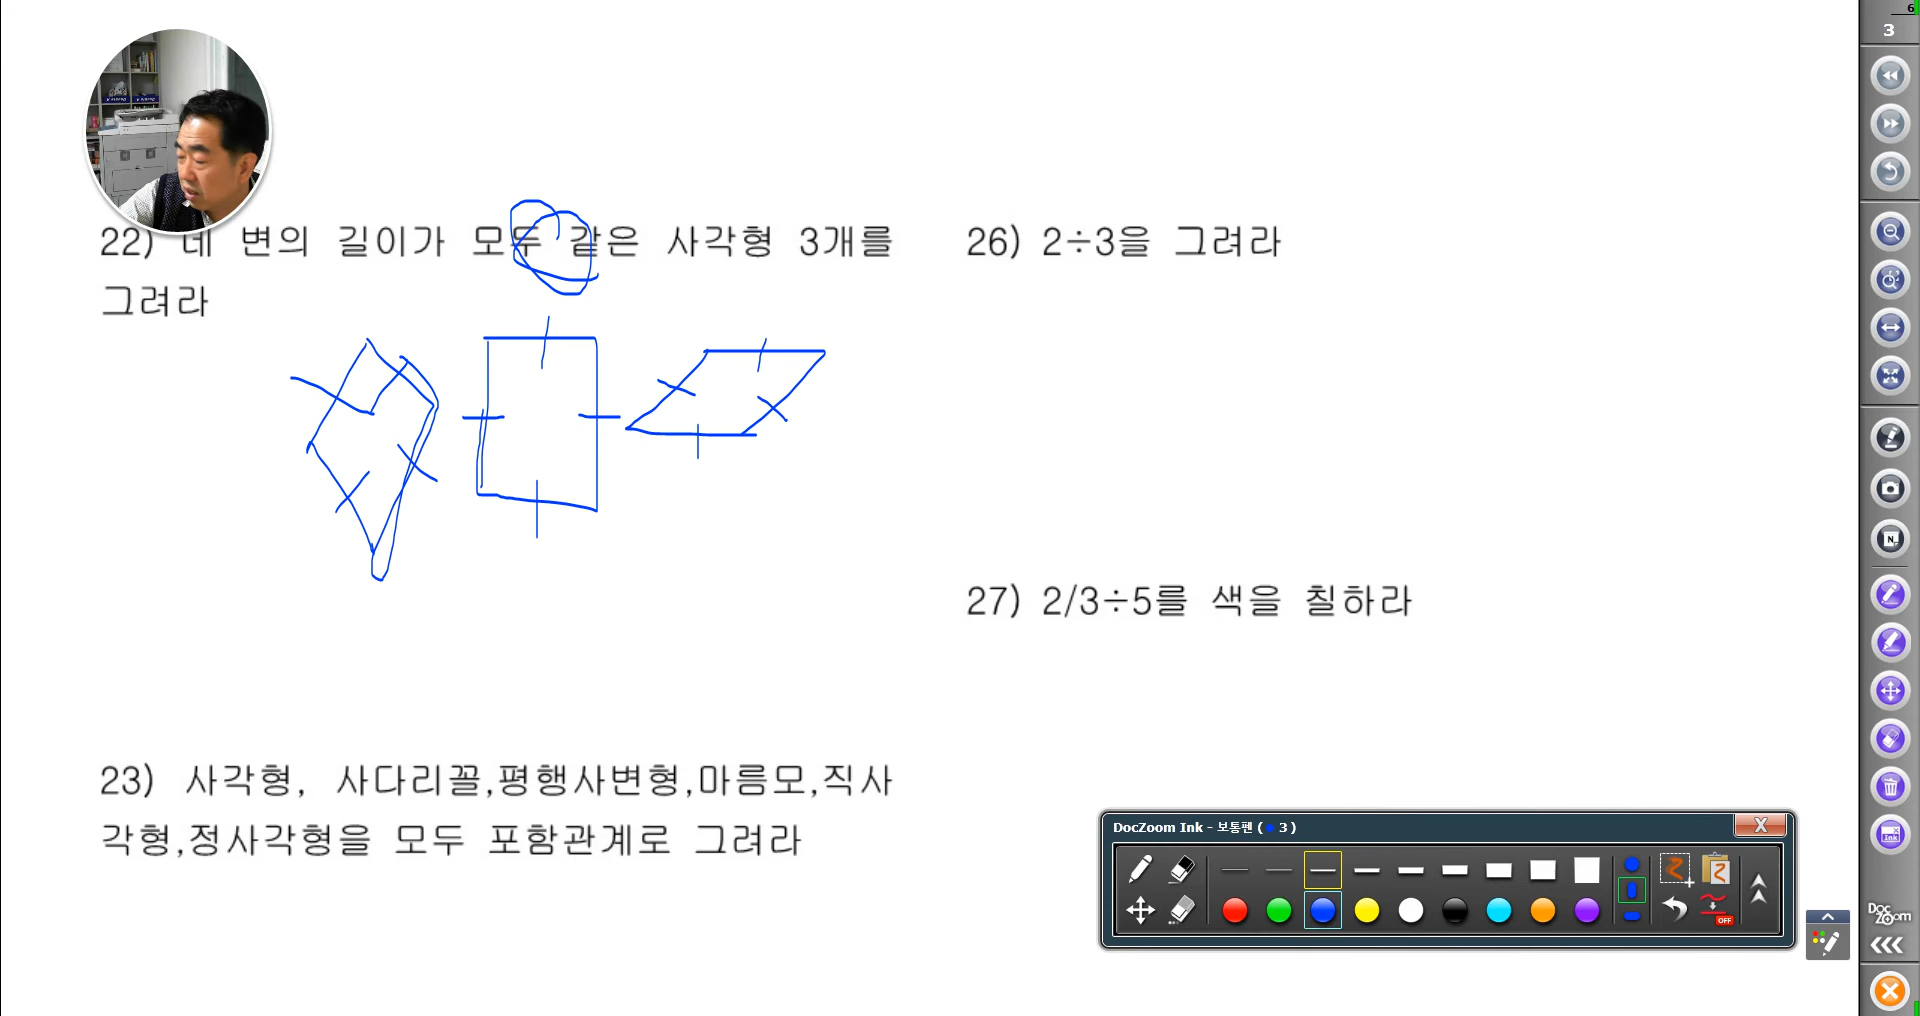 22) 네 변의 길이가 모두 같은 사각형 3개를
그려라
23) 사각형, 사다리꼴,평행사변형,마름모,직사
각형,정사각형을 모두 포함관계로 그려라
26) 2÷3을 그려라
27) 2/3÷5를 색을 칠하라
DocZoom Ink - 보통펜 ( 3 )
X
OFF
6
3
N
Ink
Doc
Zoom